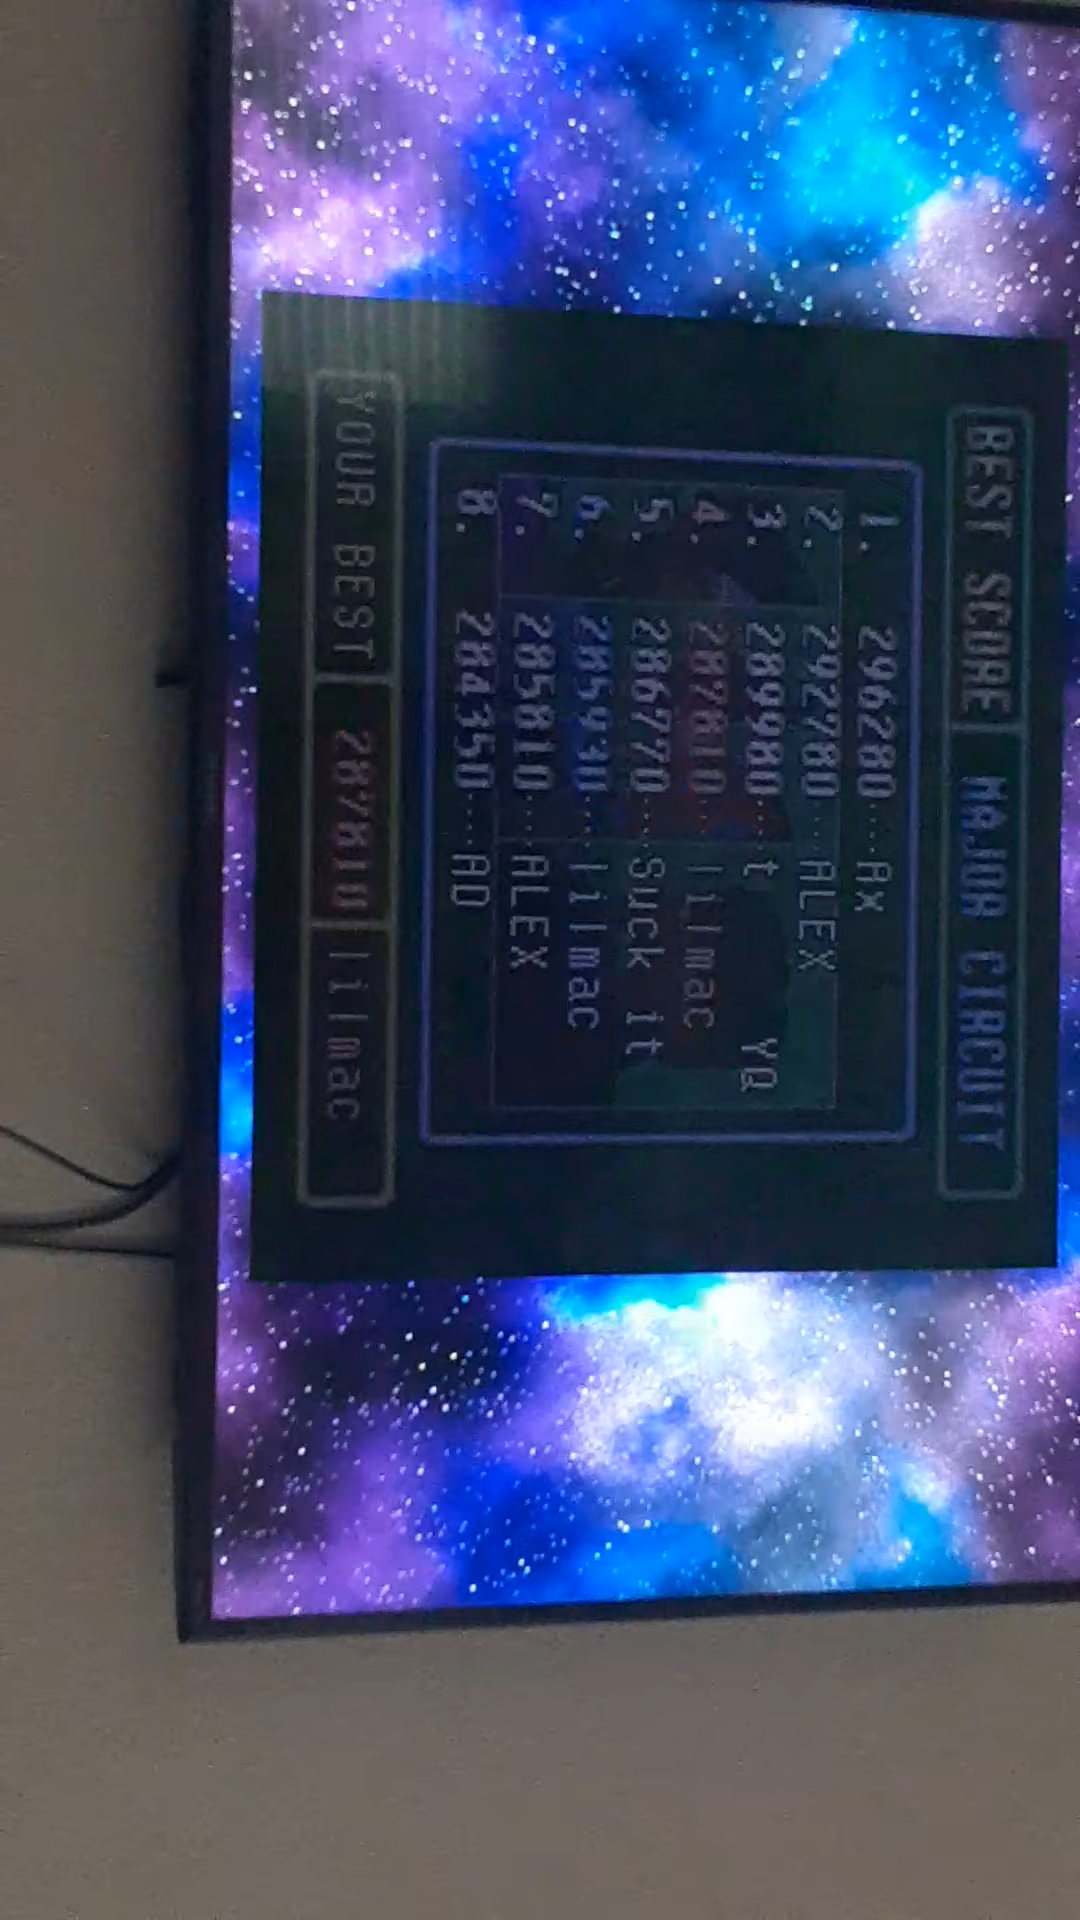 BEST SCORE MAJOR CIRCUIT
1. 296280....Ax
2. 292780....ALEX
3. 289980....t YQ
4. 287810....lilmac
5. 286770....Suck it
6. 285930....lilmac
7. 285810....ALEX
8. 284350....AD
YOUR BEST 287810 lilmac